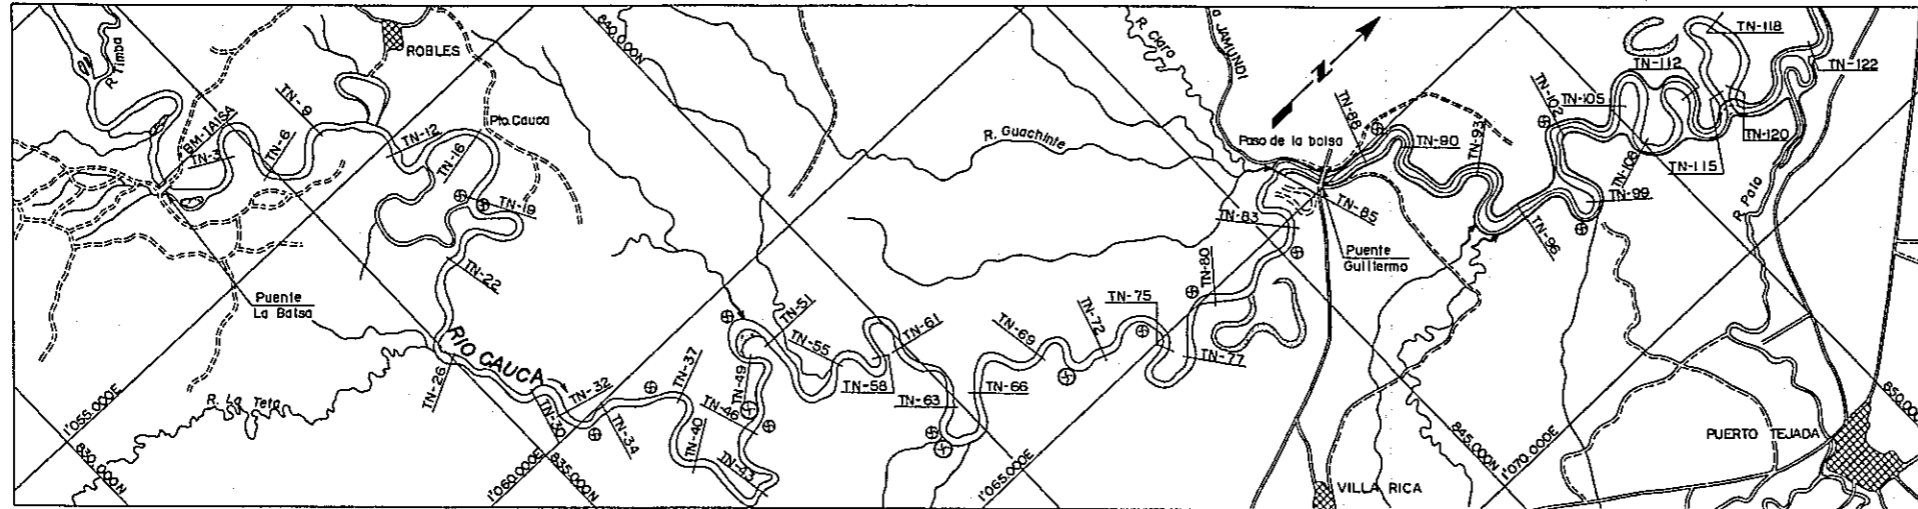 R. Timba
ROBLES
BM-TAISA
TN-3
TN-6
TN-9
TN-12
Pto. Cauca
TN-16
TN-19
TN-22
Puente
La Balsa
RIO CAUCA
TN-26
R. La Teta
1'055.000E
830.000N
TN-30
TN-32
TN-34
TN-37
TN-40
TN-43
TN-46
TN-49
TN-51
TN-55
TN-58
TN-61
TN-63
TN-66
TN-69
TN-72
TN-75
TN-77
TN-80
TN-83
TN-85
1'060.000E
835.000N
840.000N
1'065.000E
R. Guachinte
R. Claro
a JAMUNDI
N
Paso de la bolsa
Puente
Guillermo
TN-88
TN-90
TN-93
TN-96
TN-99
TN-102
TN-105
TN-108
TN-112
TN-115
TN-118
TN-120
TN-122
R. Palo
845.000N
1'070.000E
VILLA RICA
PUERTO TEJADA